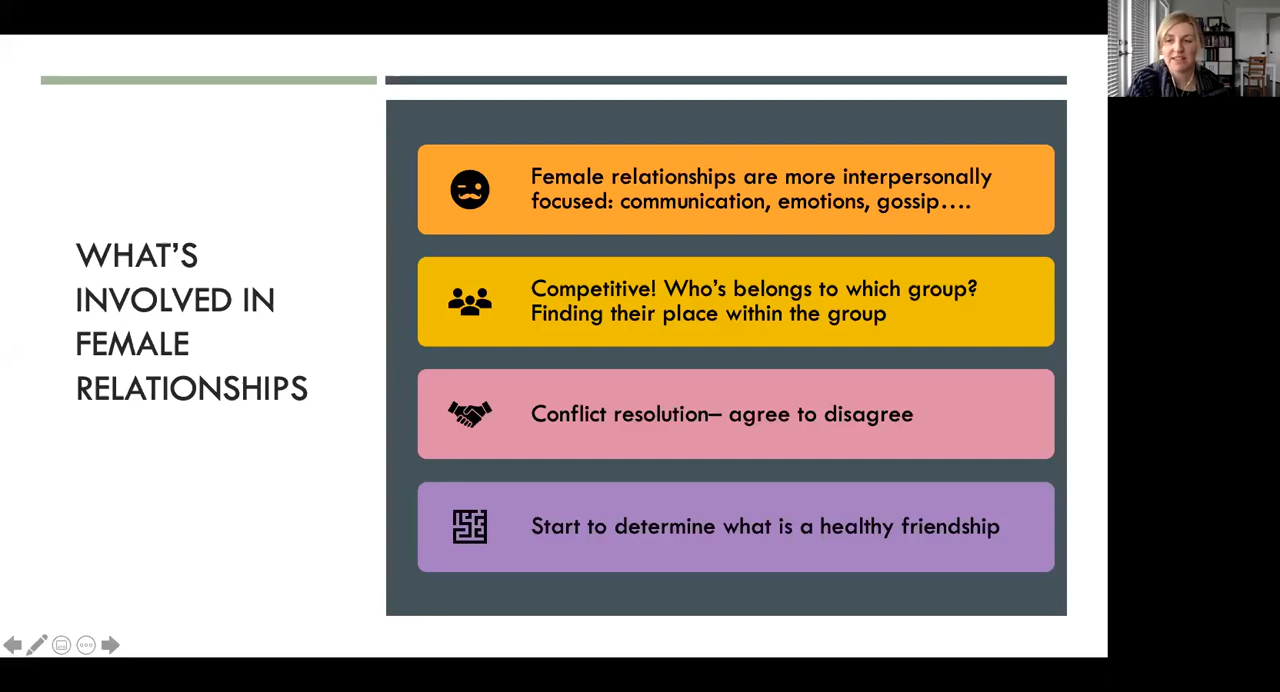 WHAT'S
INVOLVED IN
FEMALE
RELATIONSHIPS
Female relationships are more interpersonally
focused: communication, emotions, gossip....
Competitive! Who's belongs to which group?
Finding their place within the group
Conflict resolution– agree to disagree
Start to determine what is a healthy friendship